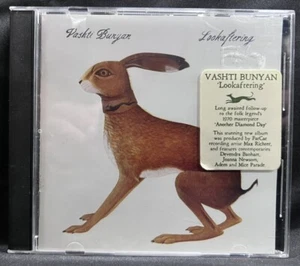 Vashti Bunyan
Lookaftering
VASHTI BUNYAN
'Lookaftering'
Long awaited follow-up
to the folk legend's
1970 masterpiece
'Another Diamond Day'
This stunning new album
was produced by FatCat
recording artist Max Richter,
and features contemporaries
Devendra Banhart,
Joanna Newsom,
Adem and Mice Parade.